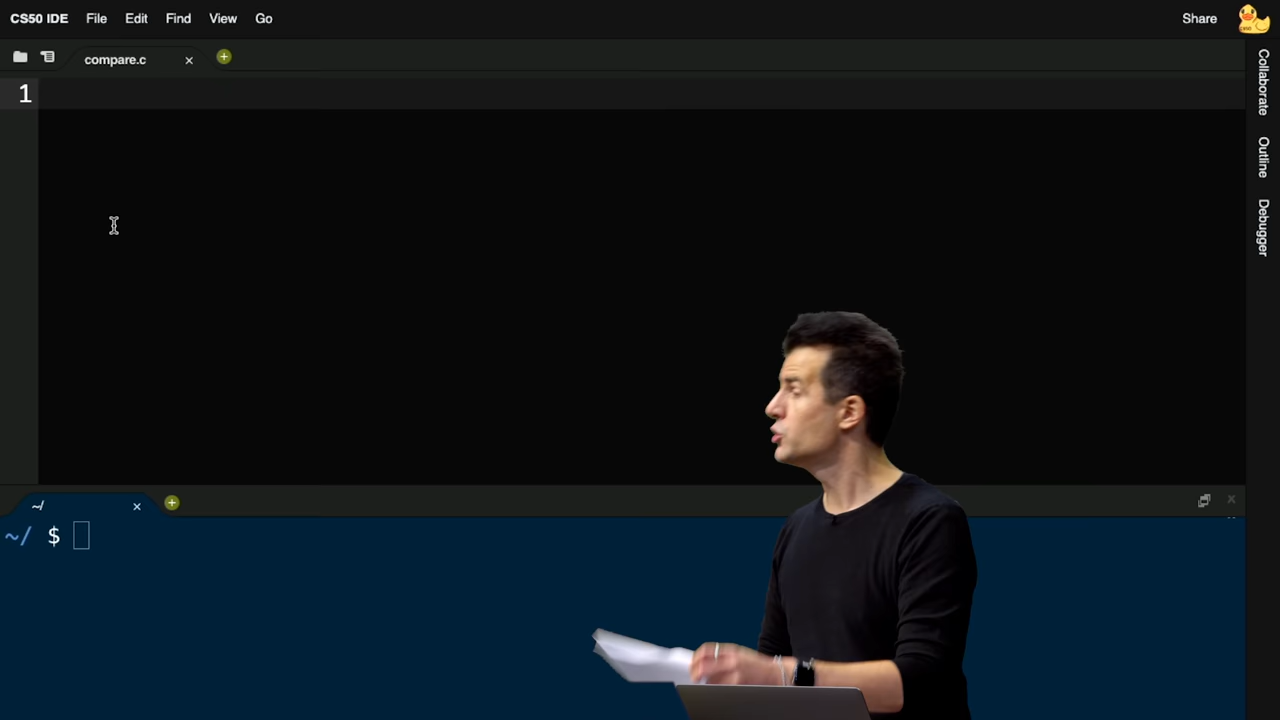 CS50 IDE File Edit Find View Go Share
compare.c
1
Collaborate
Outline
Debugger
~/
~/ $